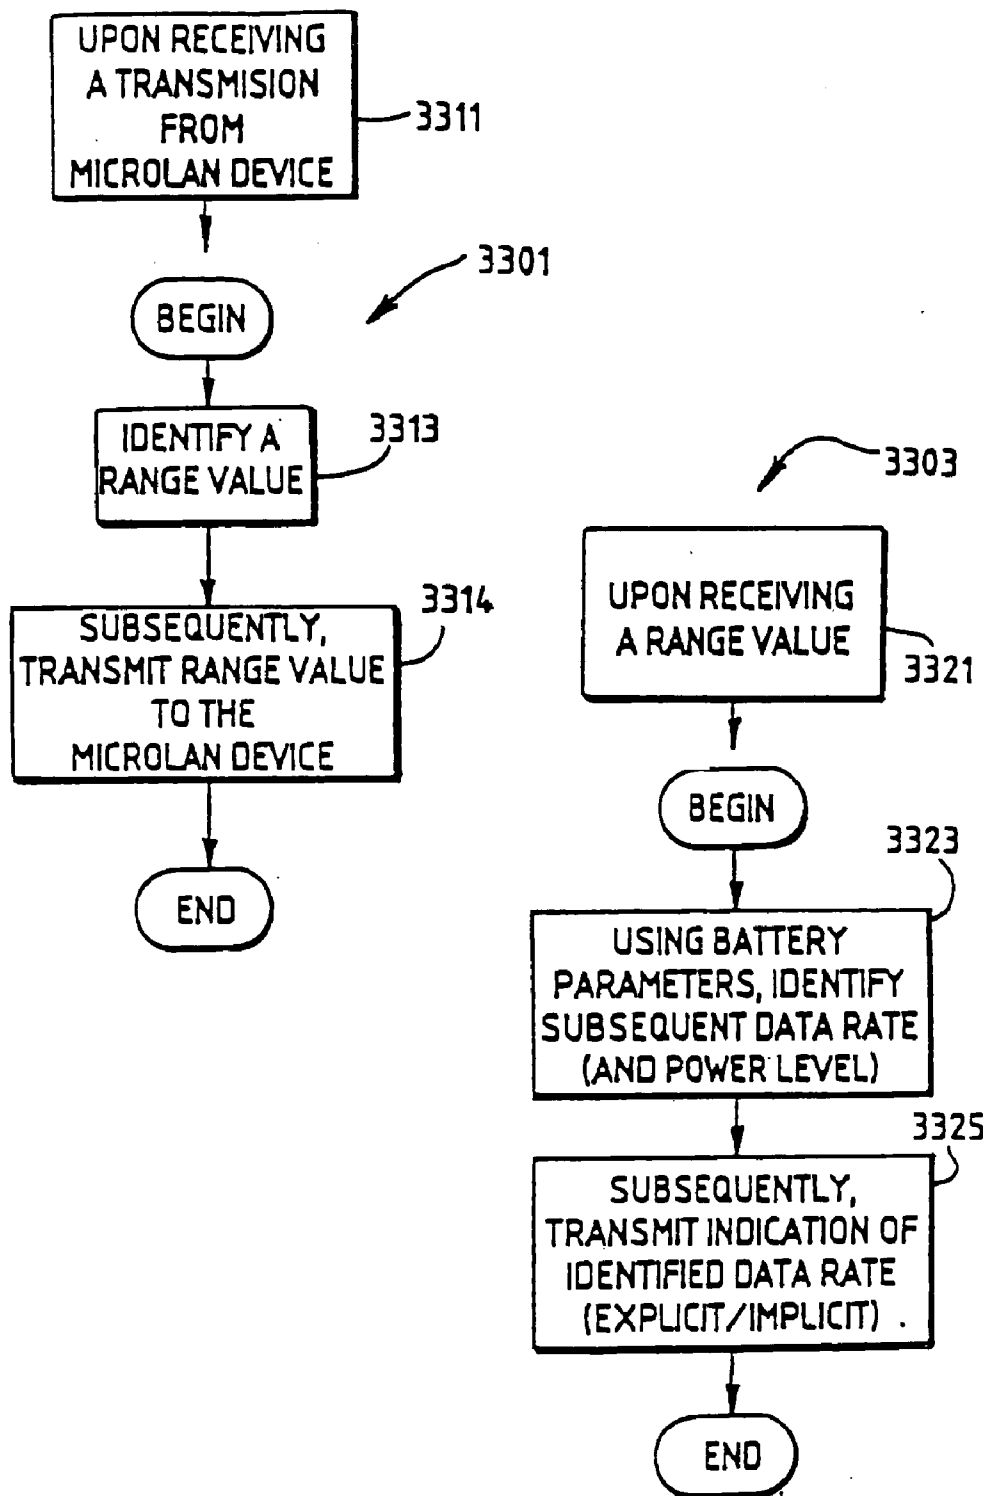 UPON RECEIVING
A TRANSMISION
FROM
MICROLAN DEVICE
3311
3301
BEGIN
IDENTIFY A
RANGE VALUE
3313
SUBSEQUENTLY,
TRANSMIT RANGE VALUE
TO THE
MICROLAN DEVICE
3314
END
3303
UPON RECEIVING
A RANGE VALUE
3321
BEGIN
3323
USING BATTERY
PARAMETERS, IDENTIFY
SUBSEQUENT DATA RATE
(AND POWER LEVEL)
3325
SUBSEQUENTLY,
TRANSMIT INDICATION OF
IDENTIFIED DATA RATE
(EXPLICIT/IMPLICIT)
END